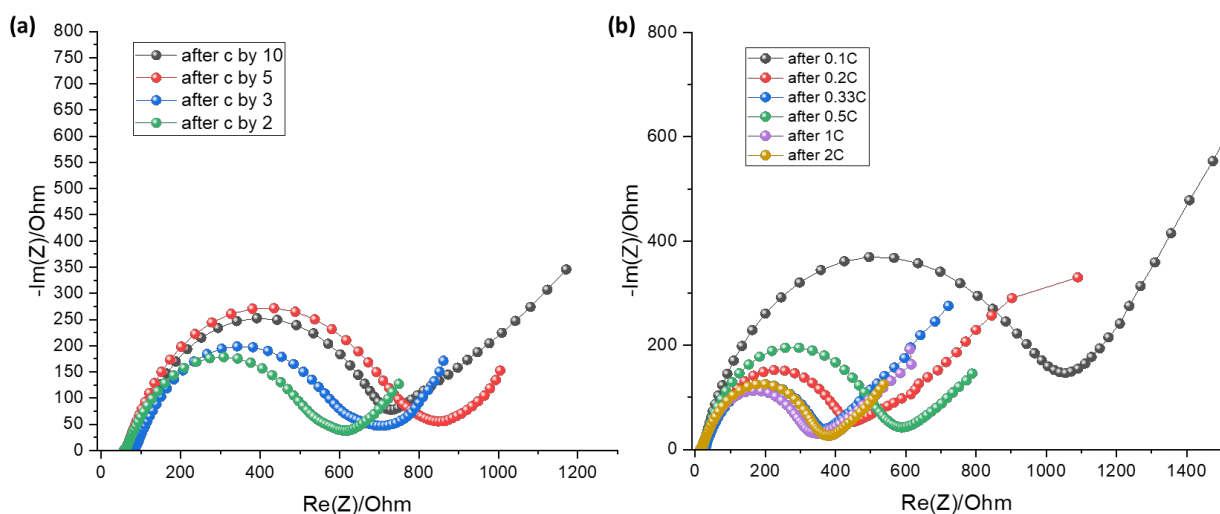 (a)
800
750
700
650
600
550
500
450
400
350
300
250
200
150
100
50
0
-Im(Z)/Ohm
after c by 10
after c by 5
after c by 3
after c by 2
0 200 400 600 800 1000 1200
Re(Z)/Ohm
(b)
800
600
400
200
0
-Im(Z)/Ohm
after 0.1C
after 0.2C
after 0.33C
after 0.5C
after 1C
after 2C
0 200 400 600 800 1000 1200 1400
Re(Z)/Ohm